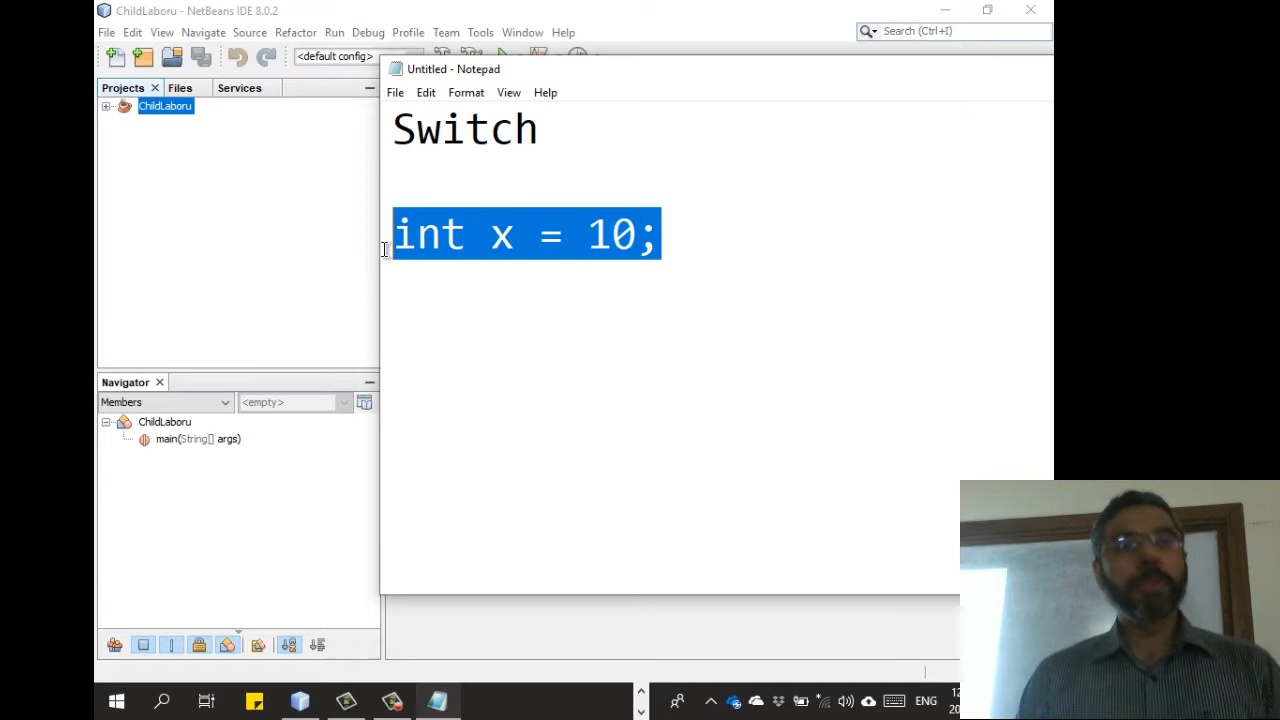 ChildLaboru - NetBeans IDE 8.0.2
File Edit View Navigate Source Refactor Run Debug Profile Team Tools Window Help
Search (Ctrl+I)
<default config>
Projects Files Services
ChildLaboru
Untitled - Notepad
File Edit Format View Help
Switch
int x = 10;
Navigator
Members <empty>
ChildLaboru
main(String[] args)
ENG